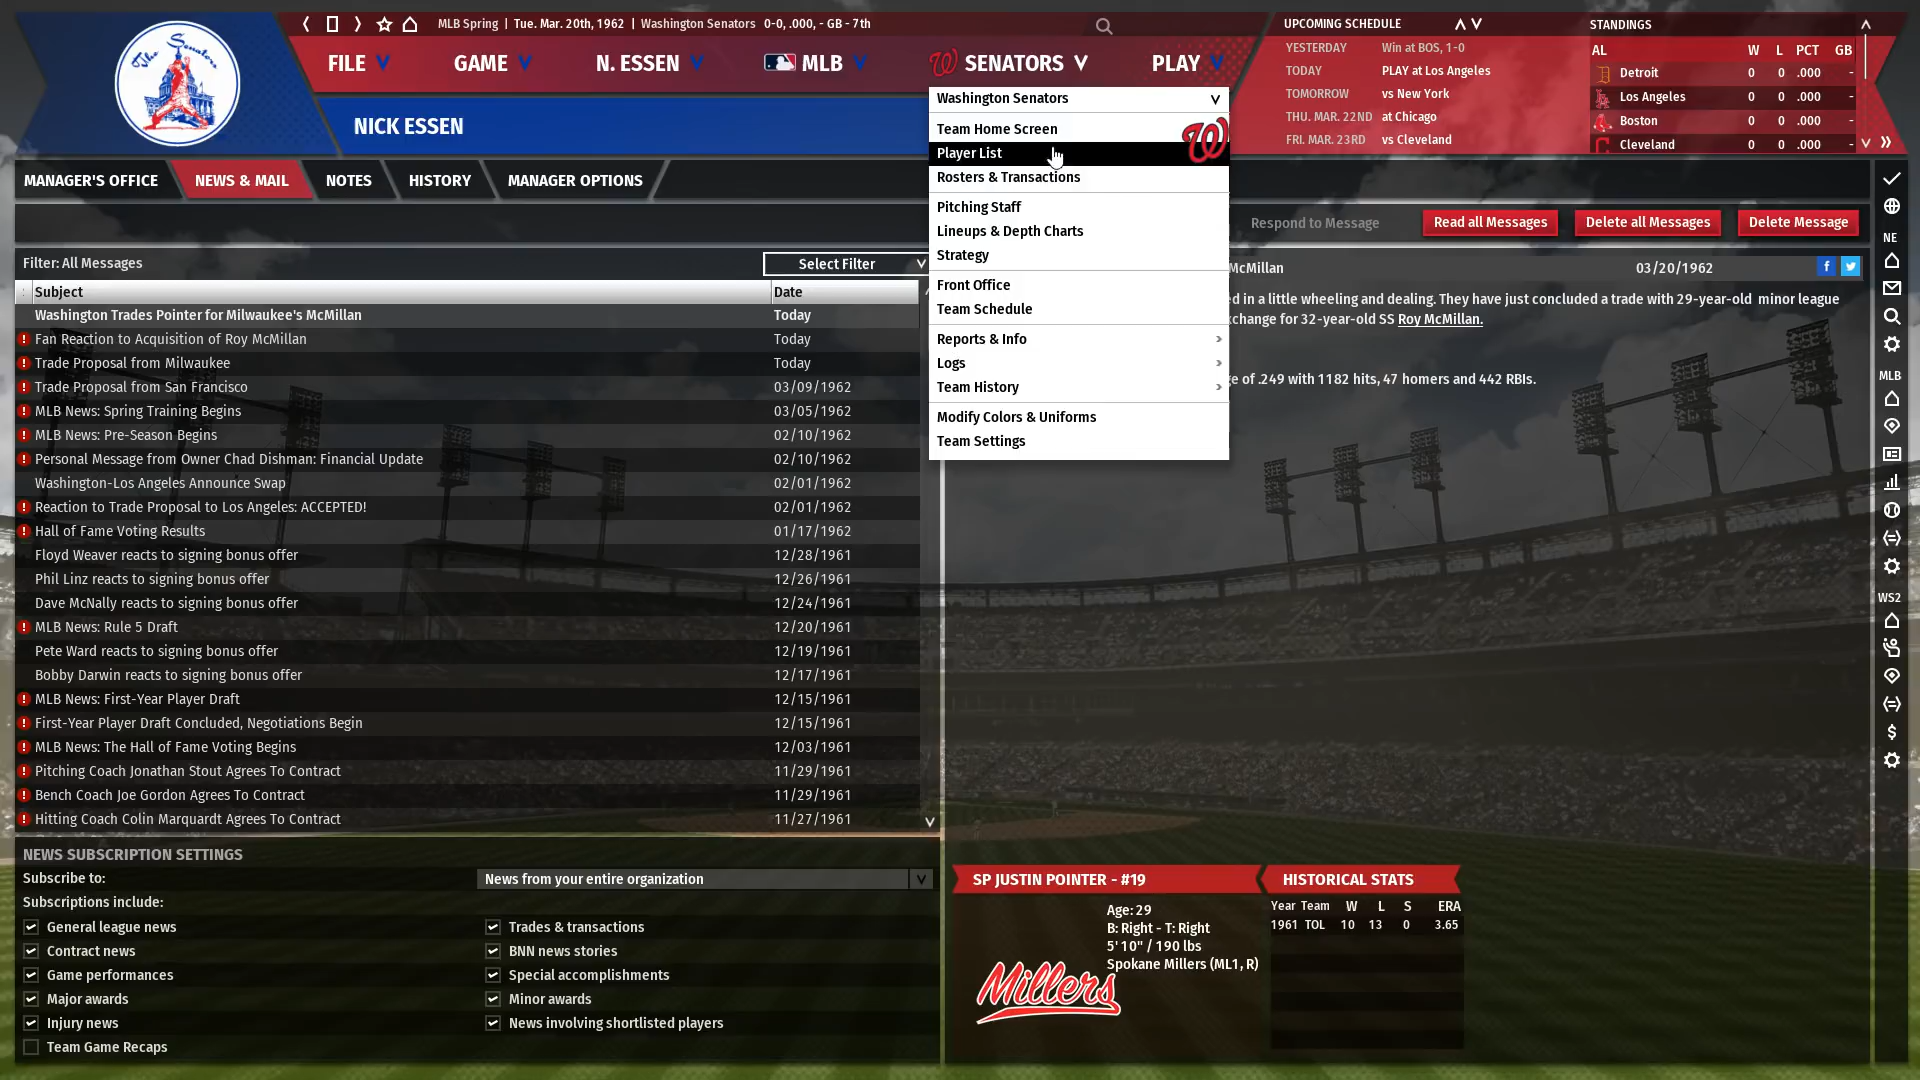 The Senators
MLB Spring | Tue. Mar. 20th, 1962 | Washington Senators 0-0, .000, - GB - 7th
FILE
GAME
N. ESSEN
MLB
SENATORS
PLAY
NICK ESSEN
UPCOMING SCHEDULE
YESTERDAY Win at BOS, 1-0
TODAY PLAY at Los Angeles
TOMORROW vs New York
THU. MAR. 22ND at Chicago
FRI. MAR. 23RD vs Cleveland
STANDINGS
AL W L PCT GB
Detroit 0 0 .000 -
Los Angeles 0 0 .000 -
Boston 0 0 .000 -
Cleveland 0 0 .000 -
MANAGER'S OFFICE
NEWS & MAIL
NOTES
HISTORY
MANAGER OPTIONS
Washington Senators
Team Home Screen
Player List
Rosters & Transactions
Pitching Staff
Lineups & Depth Charts
Strategy
Front Office
Team Schedule
Reports & Info
Logs
Team History
Modify Colors & Uniforms
Team Settings
Respond to Message
Read all Messages
Delete all Messages
Delete Message
Filter: All Messages
Select Filter
Subject Date
Washington Trades Pointer for Milwaukee's McMillan Today
Fan Reaction to Acquisition of Roy McMillan Today
Trade Proposal from Milwaukee Today
Trade Proposal from San Francisco 03/09/1962
MLB News: Spring Training Begins 03/05/1962
MLB News: Pre-Season Begins 02/10/1962
Personal Message from Owner Chad Dishman: Financial Update 02/10/1962
Washington-Los Angeles Announce Swap 02/01/1962
Reaction to Trade Proposal to Los Angeles: ACCEPTED! 02/01/1962
Hall of Fame Voting Results 01/17/1962
Floyd Weaver reacts to signing bonus offer 12/28/1961
Phil Linz reacts to signing bonus offer 12/26/1961
Dave McNally reacts to signing bonus offer 12/24/1961
MLB News: Rule 5 Draft 12/20/1961
Pete Ward reacts to signing bonus offer 12/19/1961
Bobby Darwin reacts to signing bonus offer 12/17/1961
MLB News: First-Year Player Draft 12/15/1961
First-Year Player Draft Concluded, Negotiations Begin 12/15/1961
MLB News: The Hall of Fame Voting Begins 12/03/1961
Pitching Coach Jonathan Stout Agrees To Contract 11/29/1961
Bench Coach Joe Gordon Agrees To Contract 11/29/1961
Hitting Coach Colin Marquardt Agrees To Contract 11/27/1961
McMillan 03/20/1962
ed in a little wheeling and dealing. They have just concluded a trade with 29-year-old minor league
change for 32-year-old SS Roy McMillan.
ge of .249 with 1182 hits, 47 homers and 442 RBIs.
NE
MLB
WS2
NEWS SUBSCRIPTION SETTINGS
Subscribe to: News from your entire organization
Subscriptions include:
General league news
Contract news
Game performances
Major awards
Injury news
Team Game Recaps
Trades & transactions
BNN news stories
Special accomplishments
Minor awards
News involving shortlisted players
SP JUSTIN POINTER - #19
Age: 29
B: Right - T: Right
5' 10" / 190 lbs
Spokane Millers (ML1, R)
Millers
HISTORICAL STATS
Year Team W L S ERA
1961 TOL 10 13 0 3.65